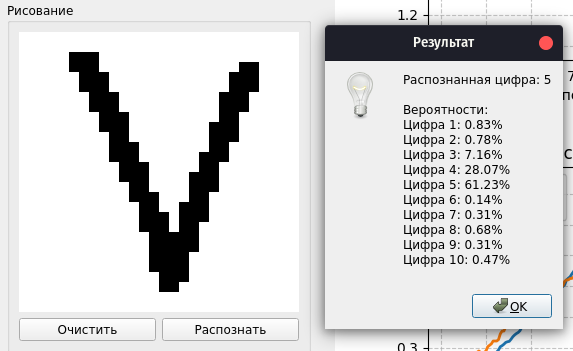 Рисование
V
Очистить
Распознать
1.2
Результат
Распознанная цифра: 5
Вероятности:
Цифра 1: 0.83%
Цифра 2: 0.78%
Цифра 3: 7.16%
Цифра 4: 28.07%
Цифра 5: 61.23%
Цифра 6: 0.14%
Цифра 7: 0.31%
Цифра 8: 0.68%
Цифра 9: 0.31%
Цифра 10: 0.47%
OK
0.3